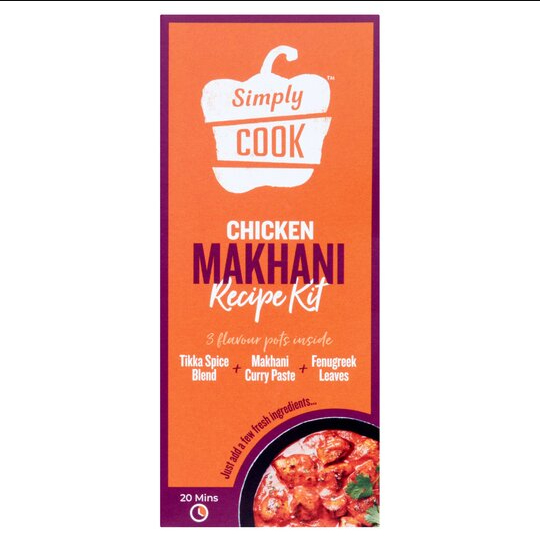 Simply
COOK
™
CHICKEN
MAKHANI
Recipe Kit
3 flavour pots inside
Tikka Spice Blend + Makhani Curry Paste + Fenugreek Leaves
Just add a few fresh ingredients...
20 Mins